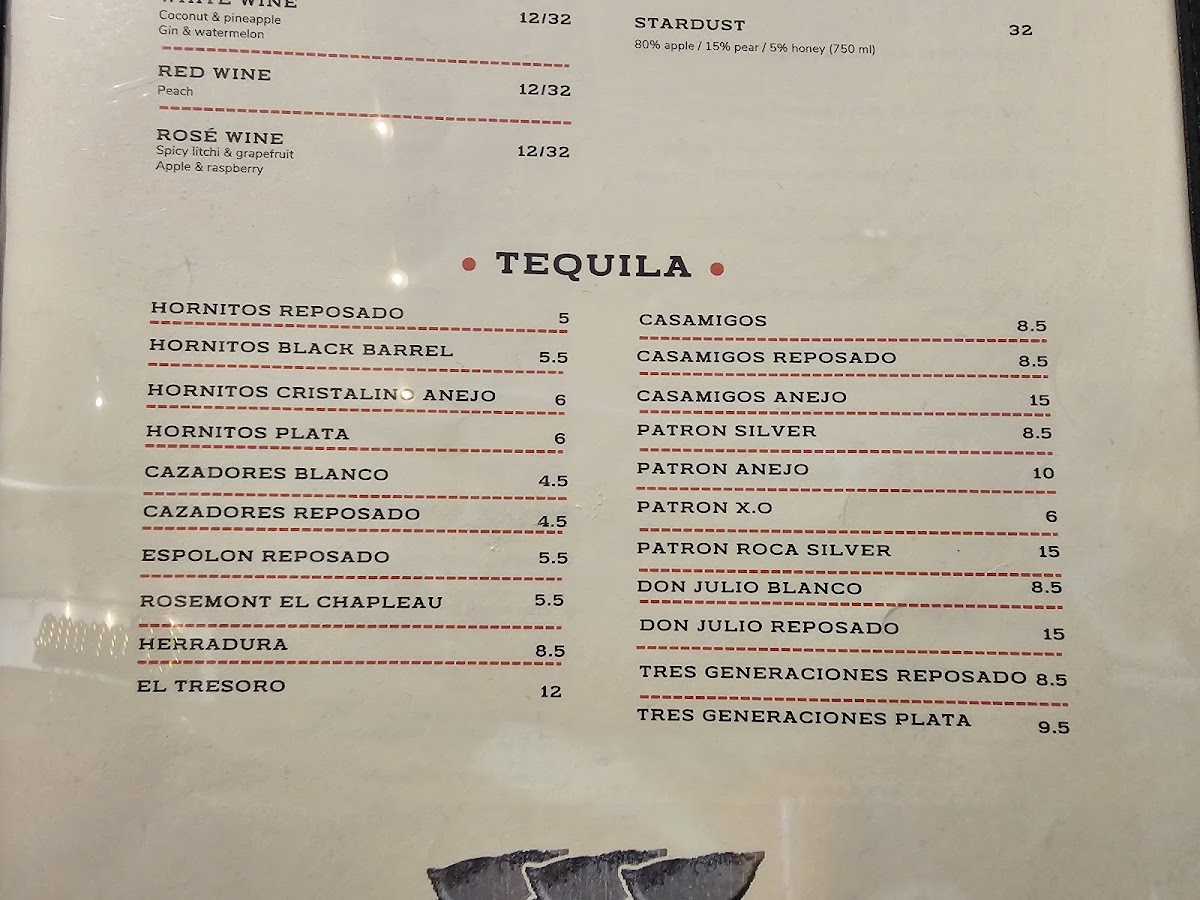 WHITE WINE 12/32
Coconut & pineapple
Gin & watermelon
RED WINE 12/32
Peach
ROSÉ WINE 12/32
Spicy litchi & grapefruit
Apple & raspberry
STARDUST 32
80% apple / 15% pear / 5% honey (750 ml)
• TEQUILA •
HORNITOS REPOSADO 5
HORNITOS BLACK BARREL 5.5
HORNITOS CRISTALINO ANEJO 6
HORNITOS PLATA 6
CAZADORES BLANCO 4.5
CAZADORES REPOSADO 4.5
ESPOLON REPOSADO 5.5
ROSEMONT EL CHAPLEAU 5.5
HERRADURA 8.5
EL TRESORO 12
CASAMIGOS 8.5
CASAMIGOS REPOSADO 8.5
CASAMIGOS ANEJO 15
PATRON SILVER 8.5
PATRON ANEJO 10
PATRON X.O 6
PATRON ROCA SILVER 15
DON JULIO BLANCO 8.5
DON JULIO REPOSADO 15
TRES GENERACIONES REPOSADO 8.5
TRES GENERACIONES PLATA 9.5